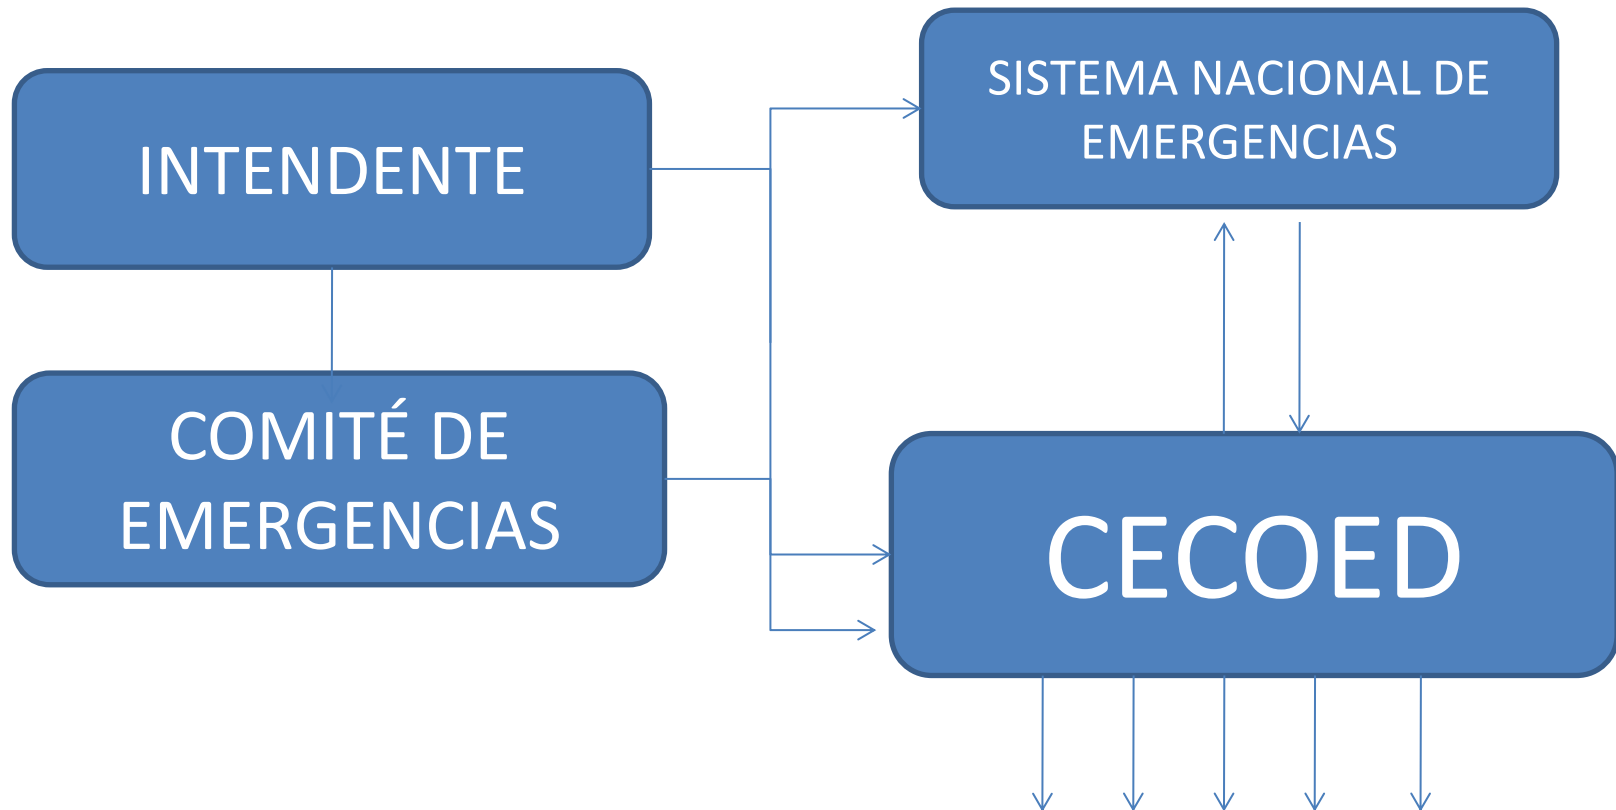 INTENDENTE
SISTEMA NACIONAL DE
EMERGENCIAS
COMITÉ DE
EMERGENCIAS
CECOED